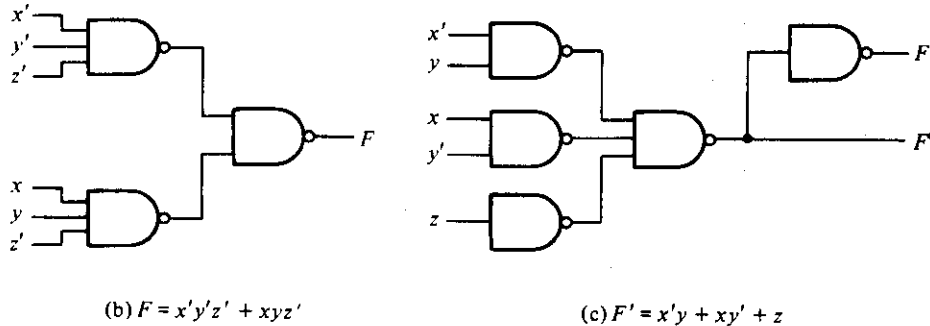 x'
y'
z'
F
x
y
z'
(b) F = x'y'z' + xyz'
x'
y
x
y'
z
F
F'
(c) F' = x'y + xy' + z